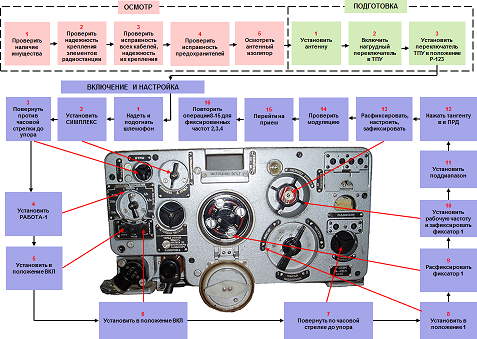 ОСМОТР
ПОДГОТОВКА
1
Проверить
наличие
имущества
2
Проверить
надежность
крепления
элементов
радиостанции
3
Проверить
исправность
всех кабелей,
надежность
их крепления
4
Проверить
исправность
предохранителей
5
Осмотреть
антенный
изолятор
1
Установить
антенну
2
Включить
нагрудный
переключатель
в ТПУ
3
Установить
переключатель
ТПУ в положение
Р-123
ВКЛЮЧЕНИЕ И НАСТРОЙКА
3
Повернуть
против
часовой
стрелки до
упора
2
Установить
СИМПЛЕКС
1
Надеть и
подогнать
шлемофон
16
Повторить
операции 8-15 для
фиксированных
частот 2,3,4
15
Перейти на
прием
14
Проверить
модуляцию
13
Расфиксировать,
настроить,
зафиксировать
12
Нажать тангенту
в в ПРД
11
Установить
поддиапазон
4
Установить
РАБОТА-1
10
Установить
рабочую частоту
и зафиксировать
фиксатор 1
5
Установить в
положение ВКЛ
9
Расфиксировать
фиксатор 1
6
Установить в положение ВКЛ
7
Повернуть по часовой
стрелке до упора
8
Установить в
положение 1